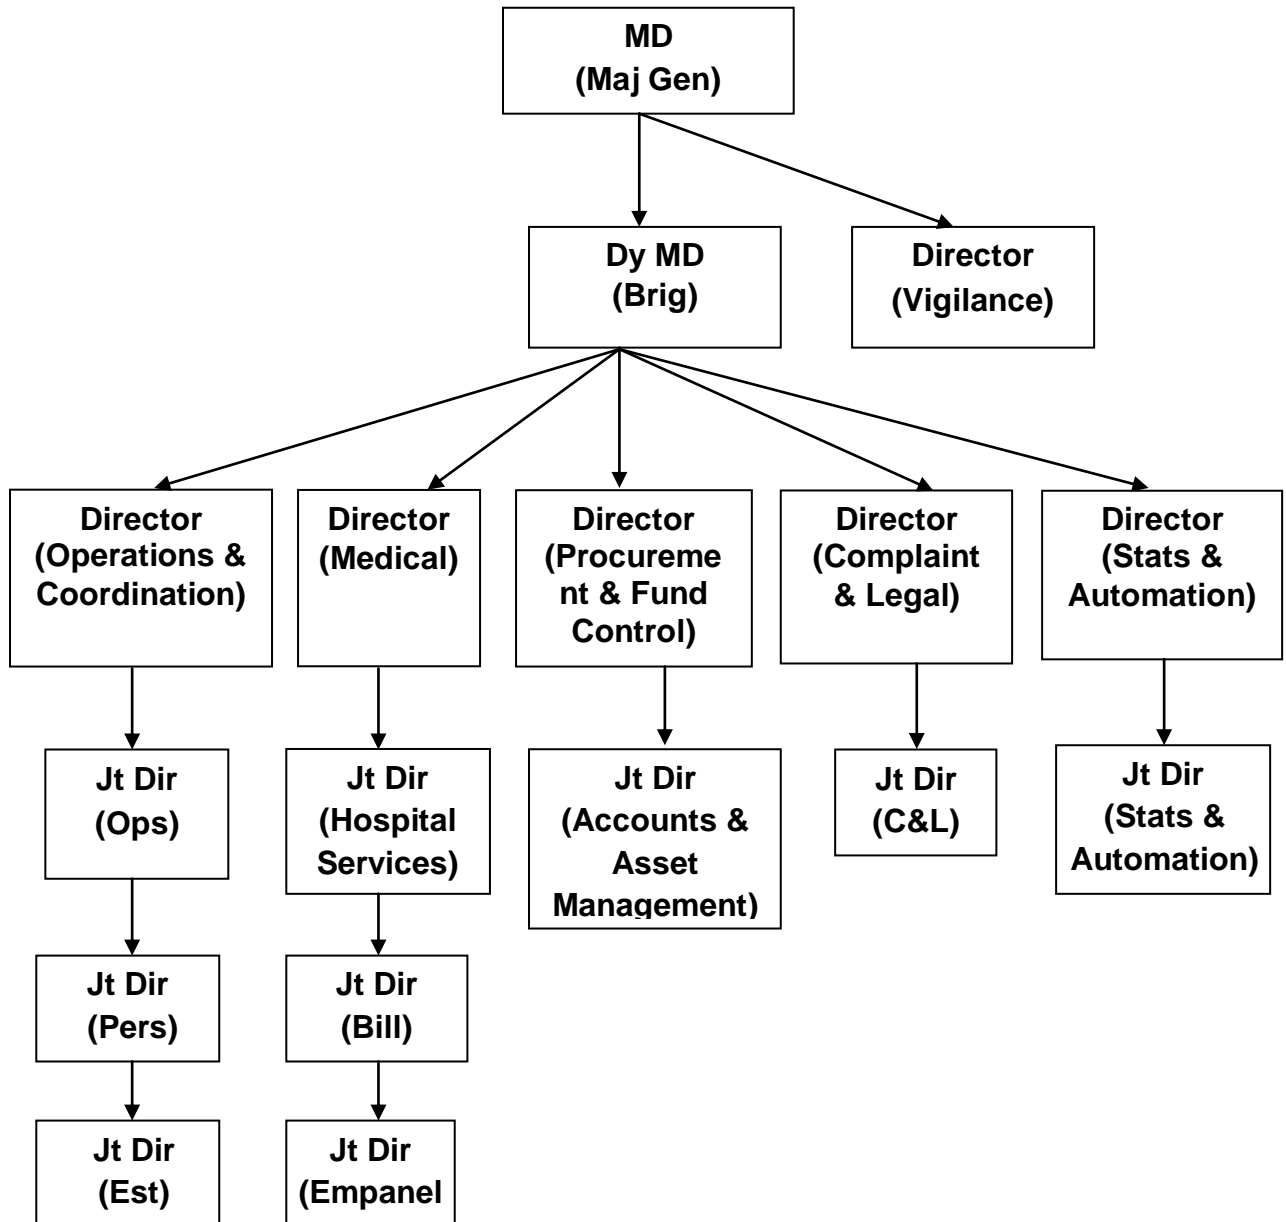 MD
(Maj Gen)
Dy MD
(Brig)
Director
(Vigilance)
Director
(Operations &
Coordination)
Director
(Medical)
Director
(Procureme
nt & Fund
Control)
Director
(Complaint
& Legal)
Director
(Stats &
Automation)
Jt Dir
(Ops)
Jt Dir
(Hospital
Services)
Jt Dir
(Accounts &
Asset
Management)
Jt Dir
(C&L)
Jt Dir
(Stats &
Automation)
Jt Dir
(Pers)
Jt Dir
(Bill)
Jt Dir
(Est)
Jt Dir
(Empanel